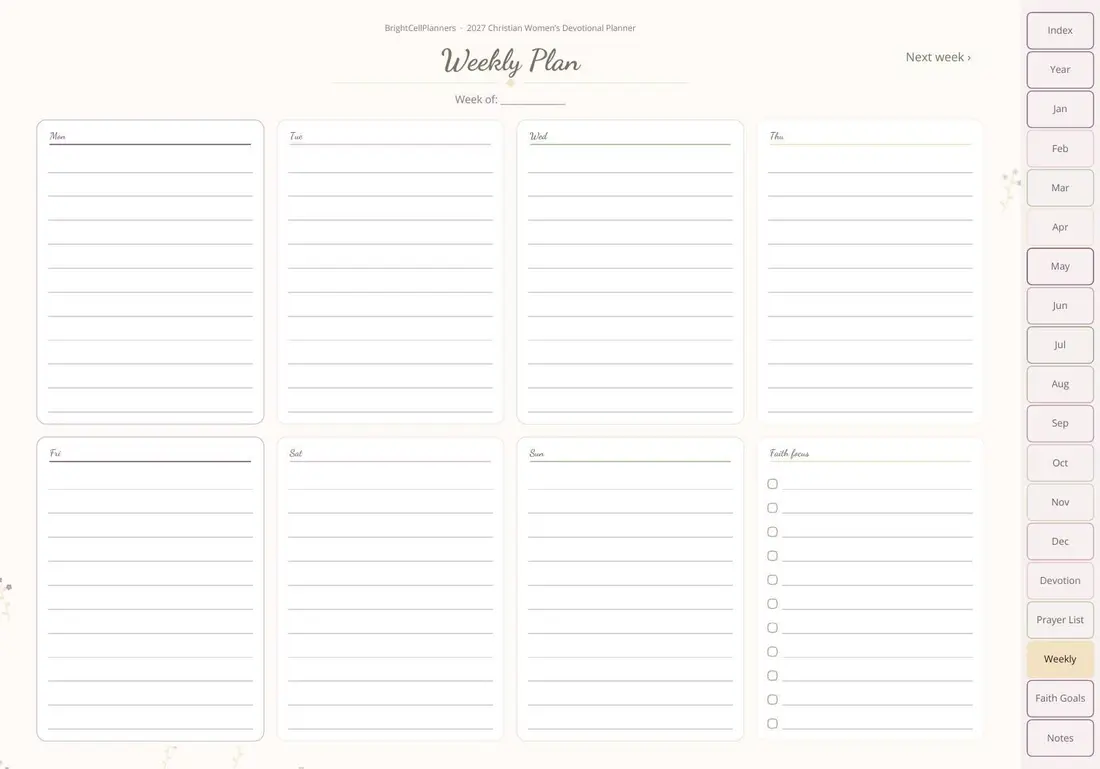 BrightCellPlanners · 2027 Christian Women's Devotional Planner
Weekly Plan
Next week ›
Week of: ___________
Mon
Tue
Wed
Thu
Fri
Sat
Sun
Faith focus
Index
Year
Jan
Feb
Mar
Apr
May
Jun
Jul
Aug
Sep
Oct
Nov
Dec
Devotion
Prayer List
Weekly
Faith Goals
Notes